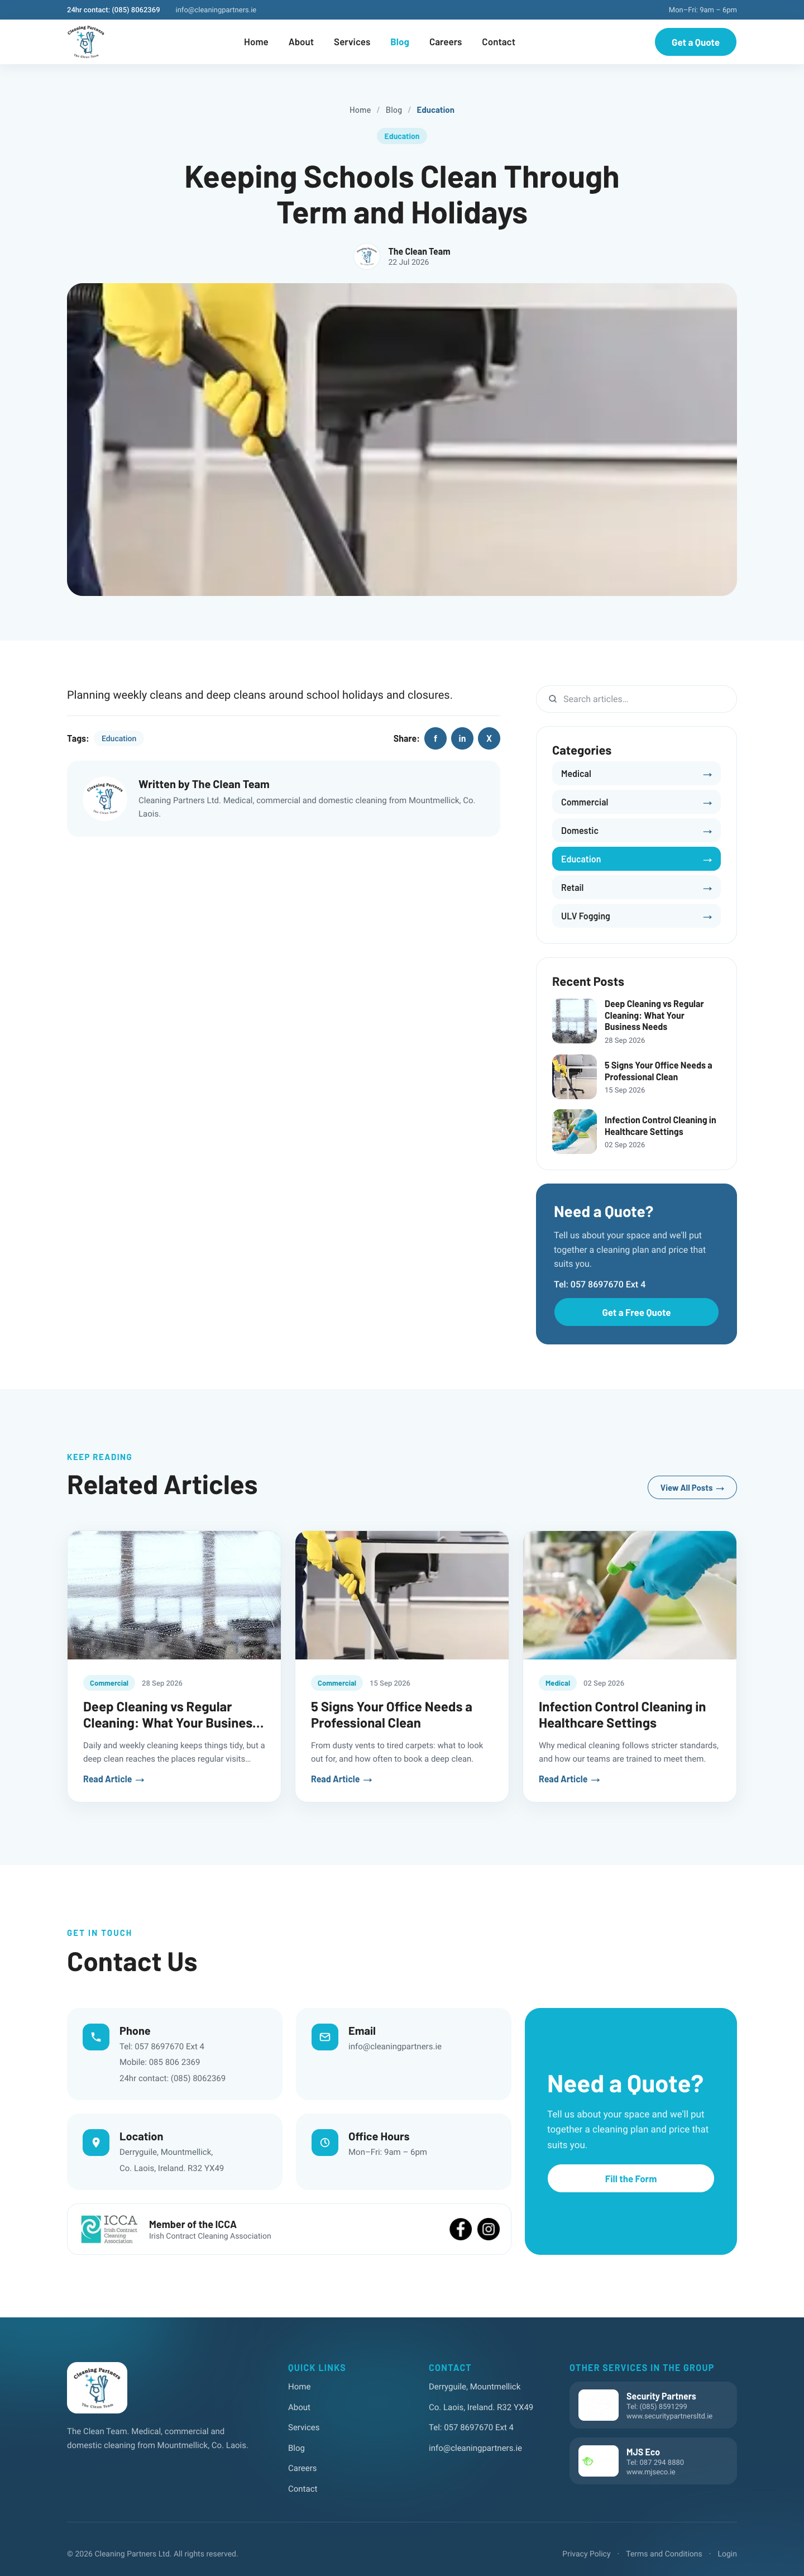 24hr contact: (085) 8062369 info@cleaningpartners.ie Mon–Fri: 9am – 6pm
Cleaning Partners
The Clean Team
Home About Services Blog Careers Contact
Get a Quote
Home / Blog / Education
Education
Keeping Schools Clean Through
Term and Holidays
The Clean Team
22 Jul 2026
Planning weekly cleans and deep cleans around school holidays and closures.
Tags: Education
Share: f in X
Cleaning Partners
The Clean Team
Written by The Clean Team
Cleaning Partners Ltd. Medical, commercial and domestic cleaning from Mountmellick, Co.
Laois.
Search articles...
Categories
Medical →
Commercial →
Domestic →
Education →
Retail →
ULV Fogging →
Recent Posts
Deep Cleaning vs Regular
Cleaning: What Your
Business Needs
28 Sep 2026
5 Signs Your Office Needs a
Professional Clean
15 Sep 2026
Infection Control Cleaning in
Healthcare Settings
02 Sep 2026
Need a Quote?
Tell us about your space and we'll put
together a cleaning plan and price that
suits you.
Tel: 057 8697670 Ext 4
Get a Free Quote
KEEP READING
Related Articles
View All Posts →
Commercial 28 Sep 2026
Deep Cleaning vs Regular
Cleaning: What Your Busines...
Daily and weekly cleaning keeps things tidy, but a
deep clean reaches the places regular visits...
Read Article →
Commercial 15 Sep 2026
5 Signs Your Office Needs a
Professional Clean
From dusty vents to tired carpets: what to look
out for, and how often to book a deep clean.
Read Article →
Medical 02 Sep 2026
Infection Control Cleaning in
Healthcare Settings
Why medical cleaning follows stricter standards,
and how our teams are trained to meet them.
Read Article →
GET IN TOUCH
Contact Us
Phone
Tel: 057 8697670 Ext 4
Mobile: 085 806 2369
24hr contact: (085) 8062369
Email
info@cleaningpartners.ie
Location
Derryguile, Mountmellick,
Co. Laois, Ireland. R32 YX49
Office Hours
Mon–Fri: 9am – 6pm
ICCA
Irish Contract
Cleaning
Association
Member of the ICCA
Irish Contract Cleaning Association
Need a Quote?
Tell us about your space and we'll put
together a cleaning plan and price that
suits you.
Fill the Form
Cleaning Partners
The Clean Team
The Clean Team. Medical, commercial and
domestic cleaning from Mountmellick, Co. Laois.
QUICK LINKS
Home
About
Services
Blog
Careers
Contact
CONTACT
Derryguile, Mountmellick
Co. Laois, Ireland. R32 YX49
Tel: 057 8697670 Ext 4
info@cleaningpartners.ie
OTHER SERVICES IN THE GROUP
Security Partners
Tel: (085) 8591299
www.securitypartnersltd.ie
MJS Eco
Tel: 087 294 8880
www.mjseco.ie
© 2026 Cleaning Partners Ltd. All rights reserved.
Privacy Policy · Terms and Conditions · Login